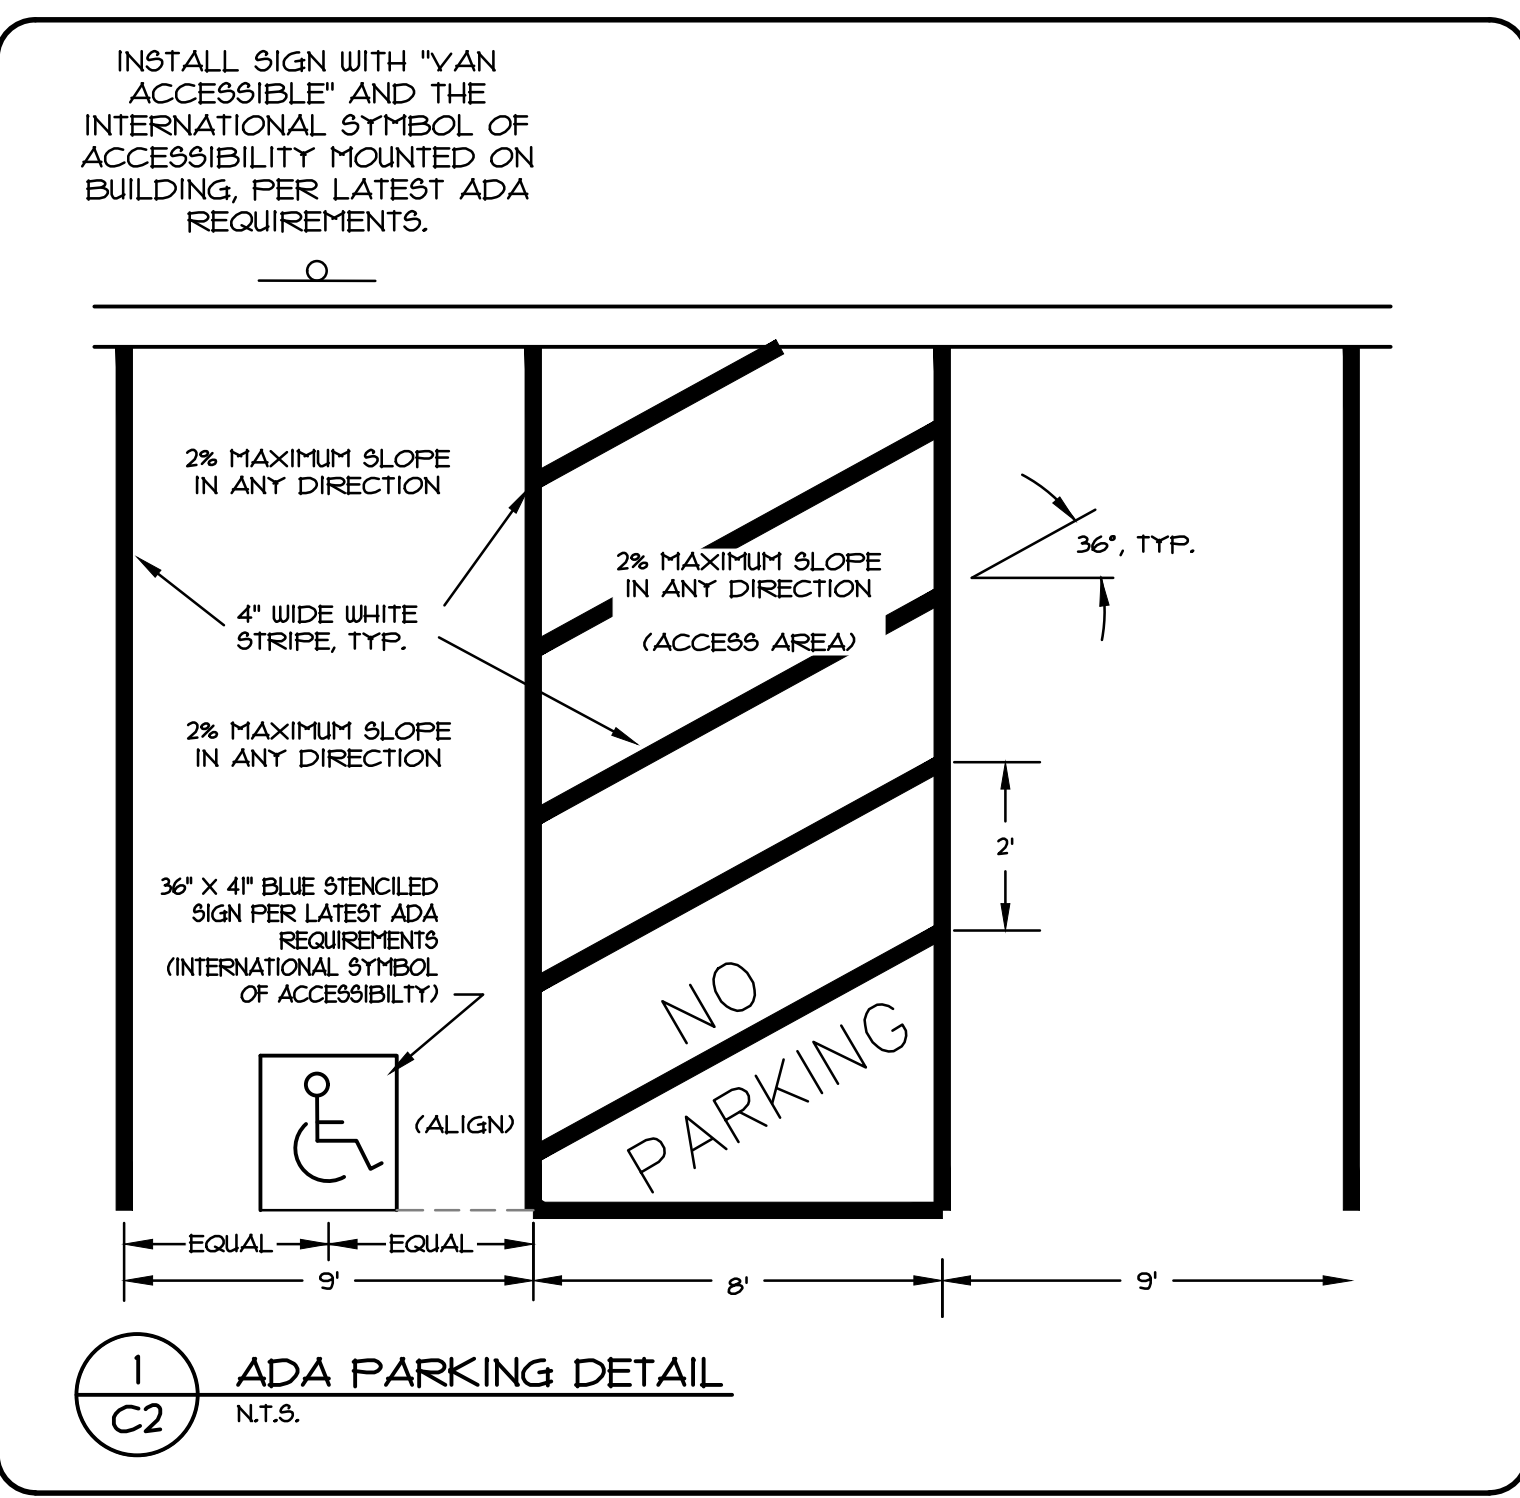 INSTALL SIGN WITH "VAN
ACCESSIBLE" AND THE
INTERNATIONAL SYMBOL OF
ACCESSIBILITY MOUNTED ON
BUILDING, PER LATEST ADA
REQUIREMENTS.
2% MAXIMUM SLOPE
IN ANY DIRECTION
36°, TYP.
2% MAXIMUM SLOPE
IN ANY DIRECTION
(ACCESS AREA)
4" WIDE WHITE
STRIPE, TYP.
2% MAXIMUM SLOPE
IN ANY DIRECTION
2'
36" X 41" BLUE STENCILED
SIGN PER LATEST ADA
REQUIREMENTS
(INTERNATIONAL SYMBOL
OF ACCESSIBILTY)
NO
PARKING
(ALIGN)
EQUAL EQUAL
9' 8' 9'
1
C2
ADA PARKING DETAIL
N.T.S.